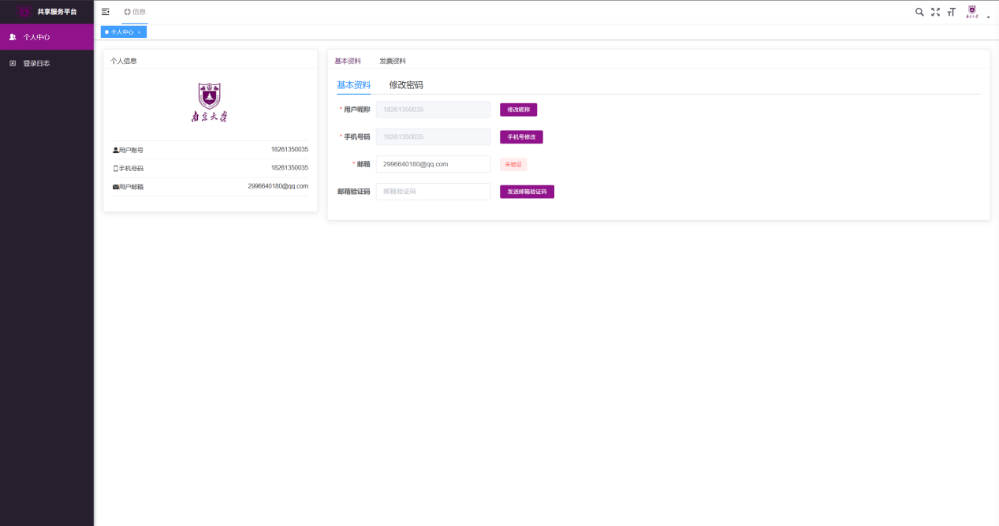 共享服务平台
信息
个人中心 ×
个人中心
登录日志
个人信息
南京大学
用户账号 18261350035
手机号码 18261350035
用户邮箱 2996640180@qq.com
基本资料 发票资料
基本资料 修改密码
* 用户昵称 18261350035 修改昵称
* 手机号码 18261350035 手机号修改
* 邮箱 2996640180@qq.com 未验证
邮箱验证码 邮箱验证码 发送邮箱验证码